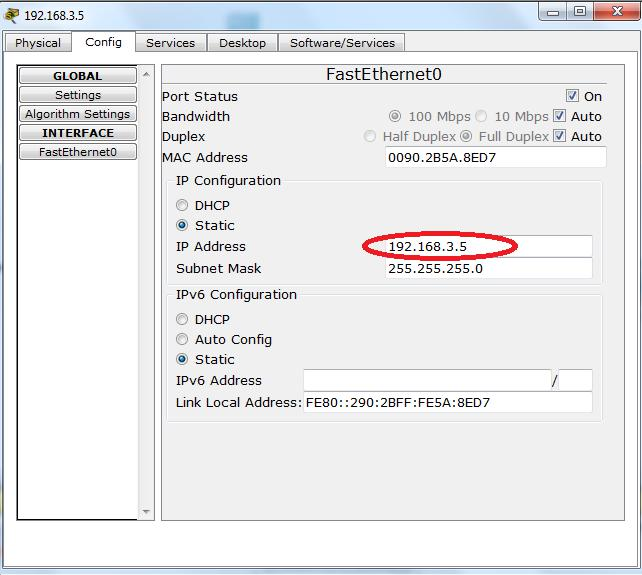 192.168.3.5
Physical Config Services Desktop Software/Services
GLOBAL
Settings
Algorithm Settings
INTERFACE
FastEthernet0
FastEthernet0
Port Status On
Bandwidth 100 Mbps 10 Mbps Auto
Duplex Half Duplex Full Duplex Auto
MAC Address 0090.2B5A.8ED7
IP Configuration
DHCP
Static
IP Address 192.168.3.5
Subnet Mask 255.255.255.0
IPv6 Configuration
DHCP
Auto Config
Static
IPv6 Address /
Link Local Address: FE80::290:2BFF:FE5A:8ED7